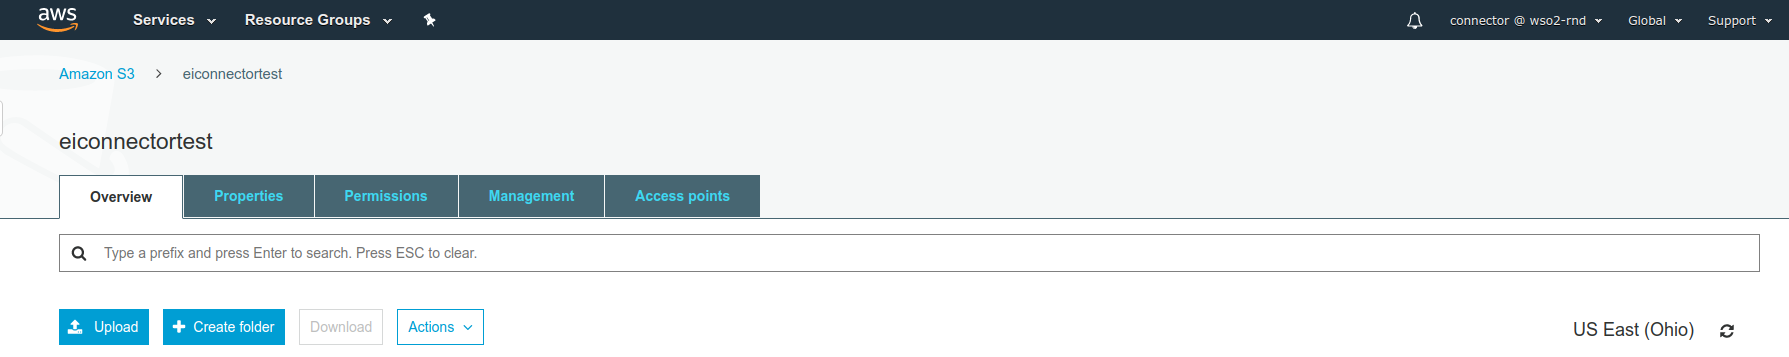 aws Services Resource Groups connector @ wso2-rnd Global Support
Amazon S3 > eiconnectortest
eiconnectortest
Overview Properties Permissions Management Access points
Type a prefix and press Enter to search. Press ESC to clear.
Upload Create folder Download Actions US East (Ohio)